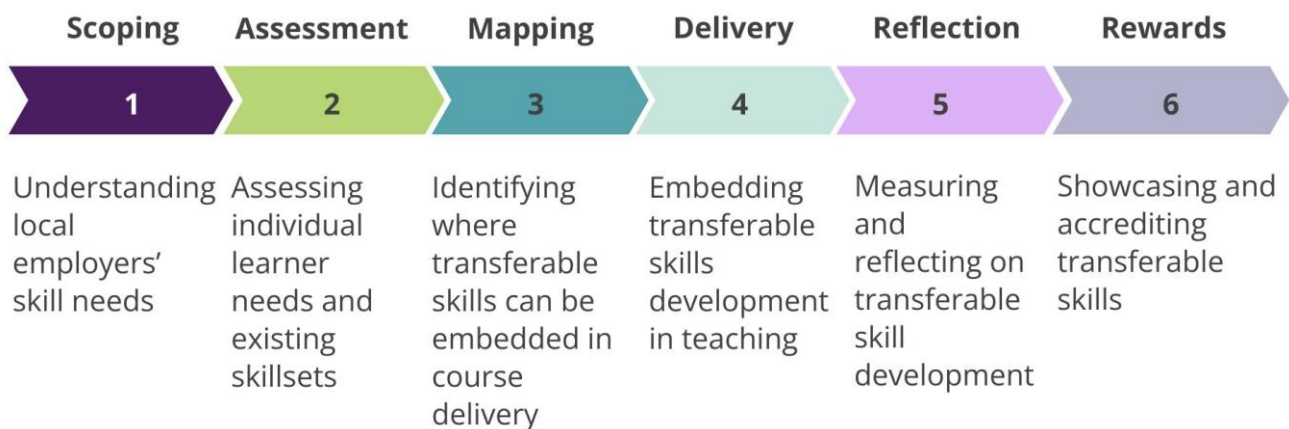 Scoping
Assessment
Mapping
Delivery
Reflection
Rewards
1
2
3
4
5
6
Understanding
local
employers’
skill needs
Assessing
individual
learner
needs and
existing
skillsets
Identifying
where
transferable
skills can be
embedded in
course
delivery
Embedding
transferable
skills
development
in teaching
Measuring
and
reflecting on
transferable
skill
development
Showcasing and
accrediting
transferable
skills